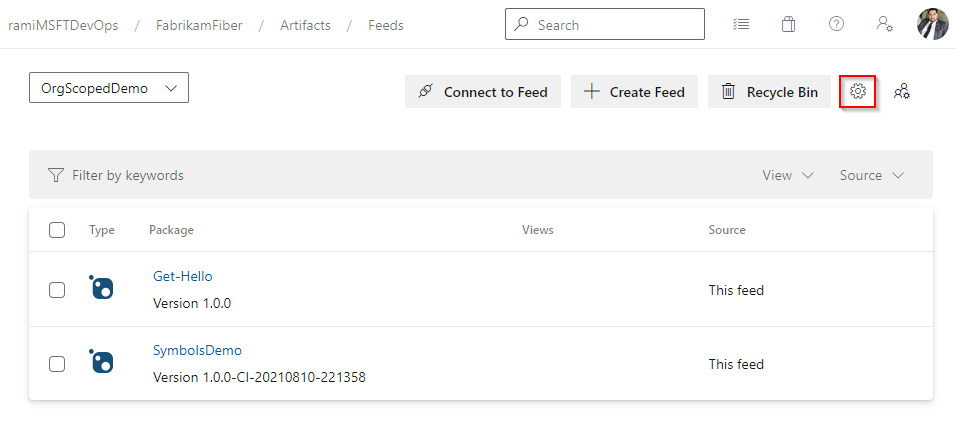 ramiMSFTDevOps / FabrikamFiber / Artifacts / Feeds Search
OrgScopedDemo Connect to Feed Create Feed Recycle Bin
Filter by keywords View Source
Type Package Views Source
Get-Hello
Version 1.0.0 This feed
SymbolsDemo
Version 1.0.0-CI-20210810-221358 This feed